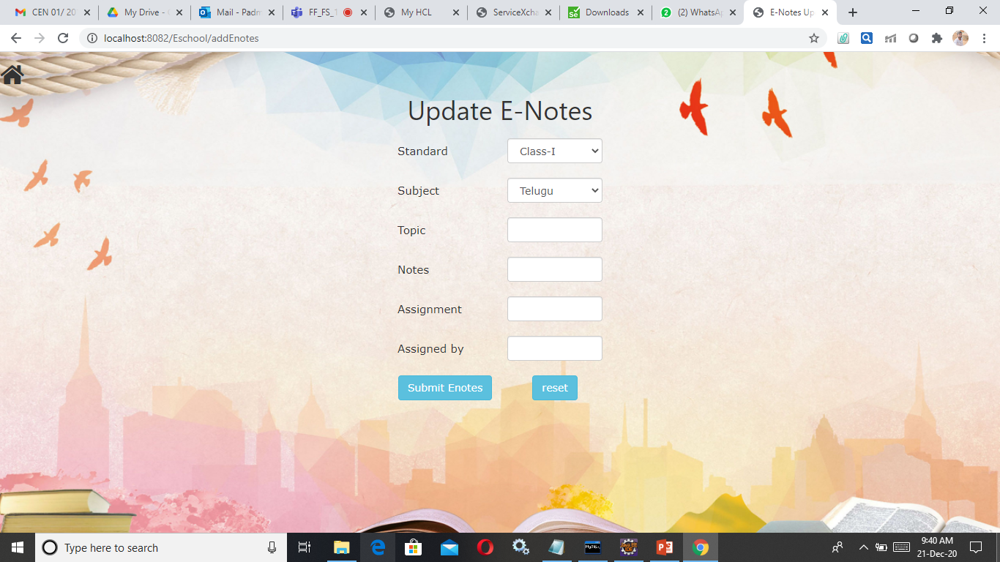 CEN 01/ 20 My Drive - Mail - Padm FF_FS_1 My HCL ServiceXcha Downloads (2) WhatsAp E-Notes Up
localhost:8082/Eschool/addEnotes
Update E-Notes
Standard Class-I
Subject Telugu
Topic
Notes
Assignment
Assigned by
Submit Enotes reset
Type here to search
9:40 AM
21-Dec-20